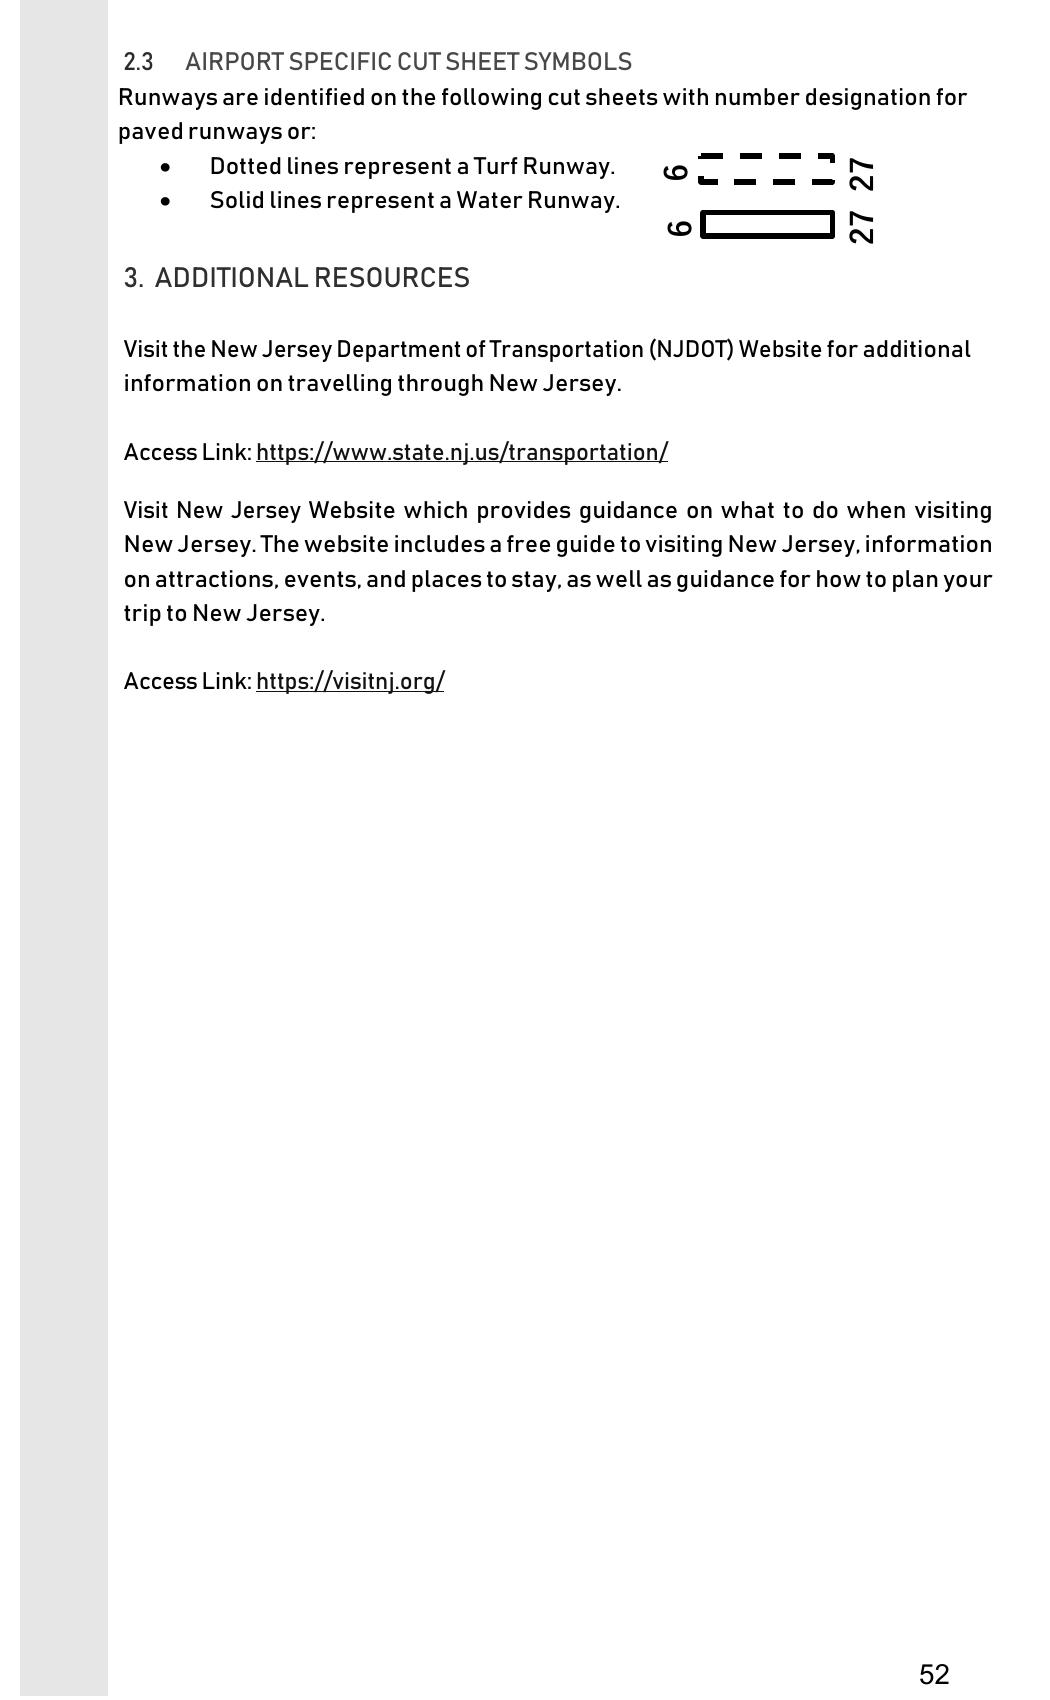 2.3 AIRPORT SPECIFIC CUT SHEET SYMBOLS
Runways are identified on the following cut sheets with number designation for
paved runways or:
• Dotted lines represent a Turf Runway.
9 27
• Solid lines represent a Water Runway.
9 27
3. ADDITIONAL RESOURCES
Visit the New Jersey Department of Transportation (NJDOT) Website for additional
information on travelling through New Jersey.
Access Link: https://www.state.nj.us/transportation/
Visit New Jersey Website which provides guidance on what to do when visiting
New Jersey. The website includes a free guide to visiting New Jersey, information
on attractions, events, and places to stay, as well as guidance for how to plan your
trip to New Jersey.
Access Link: https://visitnj.org/
52